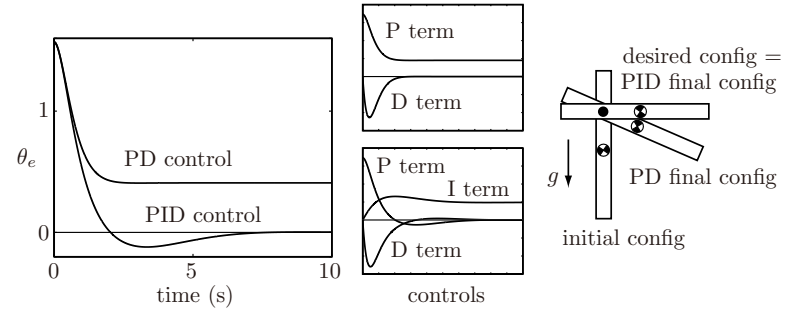 1
0
θe
PD control
PID control
0
5
10
time (s)
P term
D term
P term
I term
D term
controls
desired config =
PID final config
g
PD final config
initial config